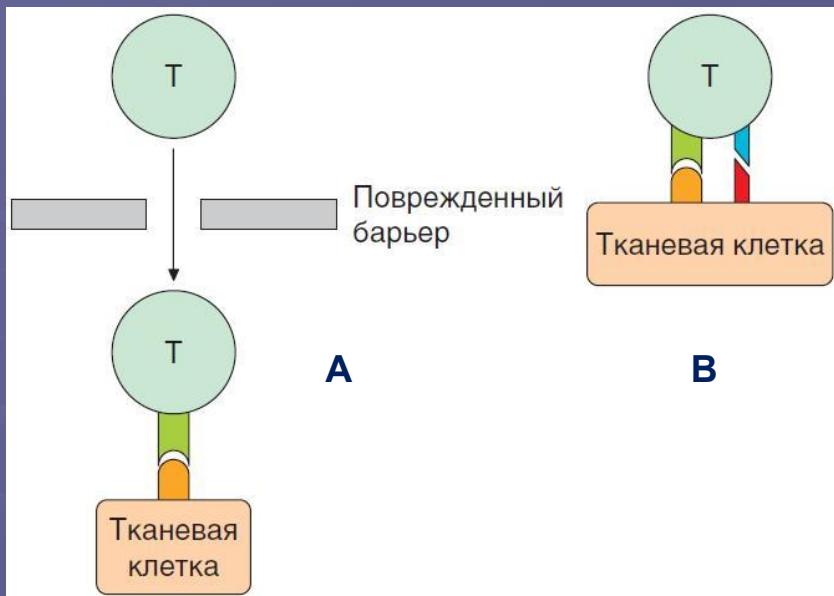 Т
Поврежденный
барьер
Т
Тканевая
клетка
А
Т
Тканевая клетка
В